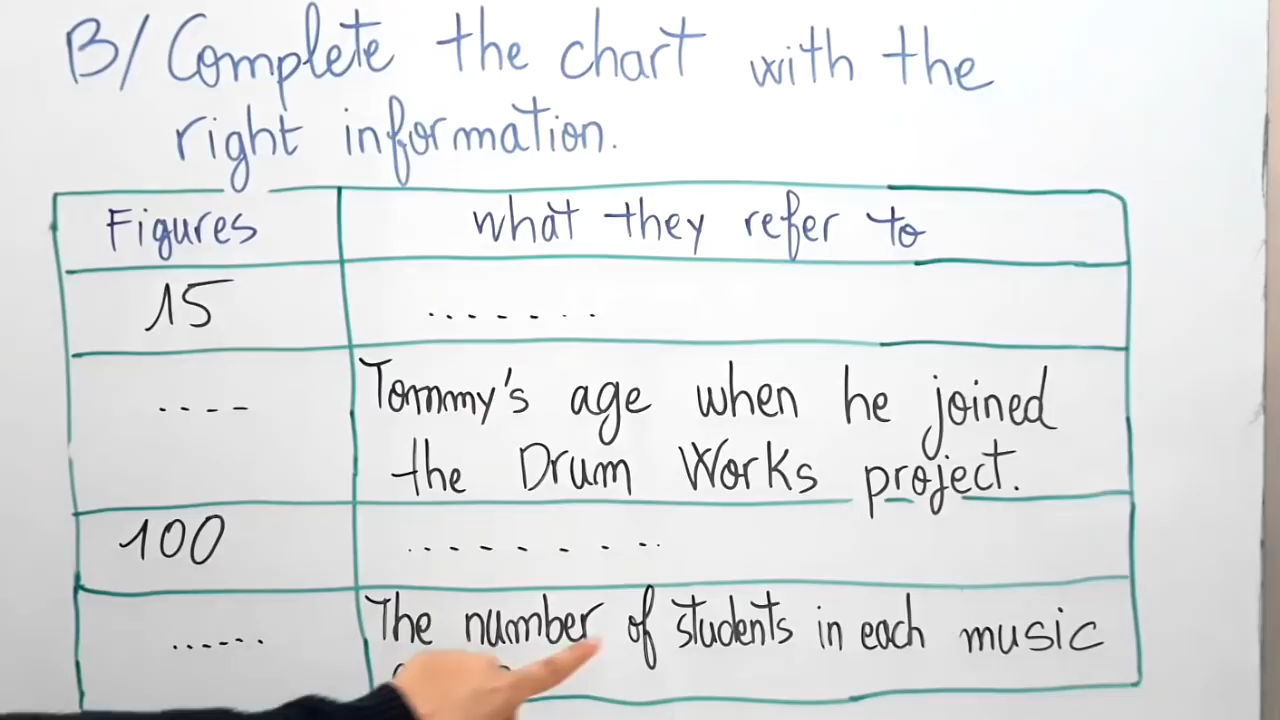 B/ Complete the chart with the
right information.
Figures what they refer to
15 .......
.... Tommy's age when he joined
the Drum Works project.
100 .........
...... The number of students in each music